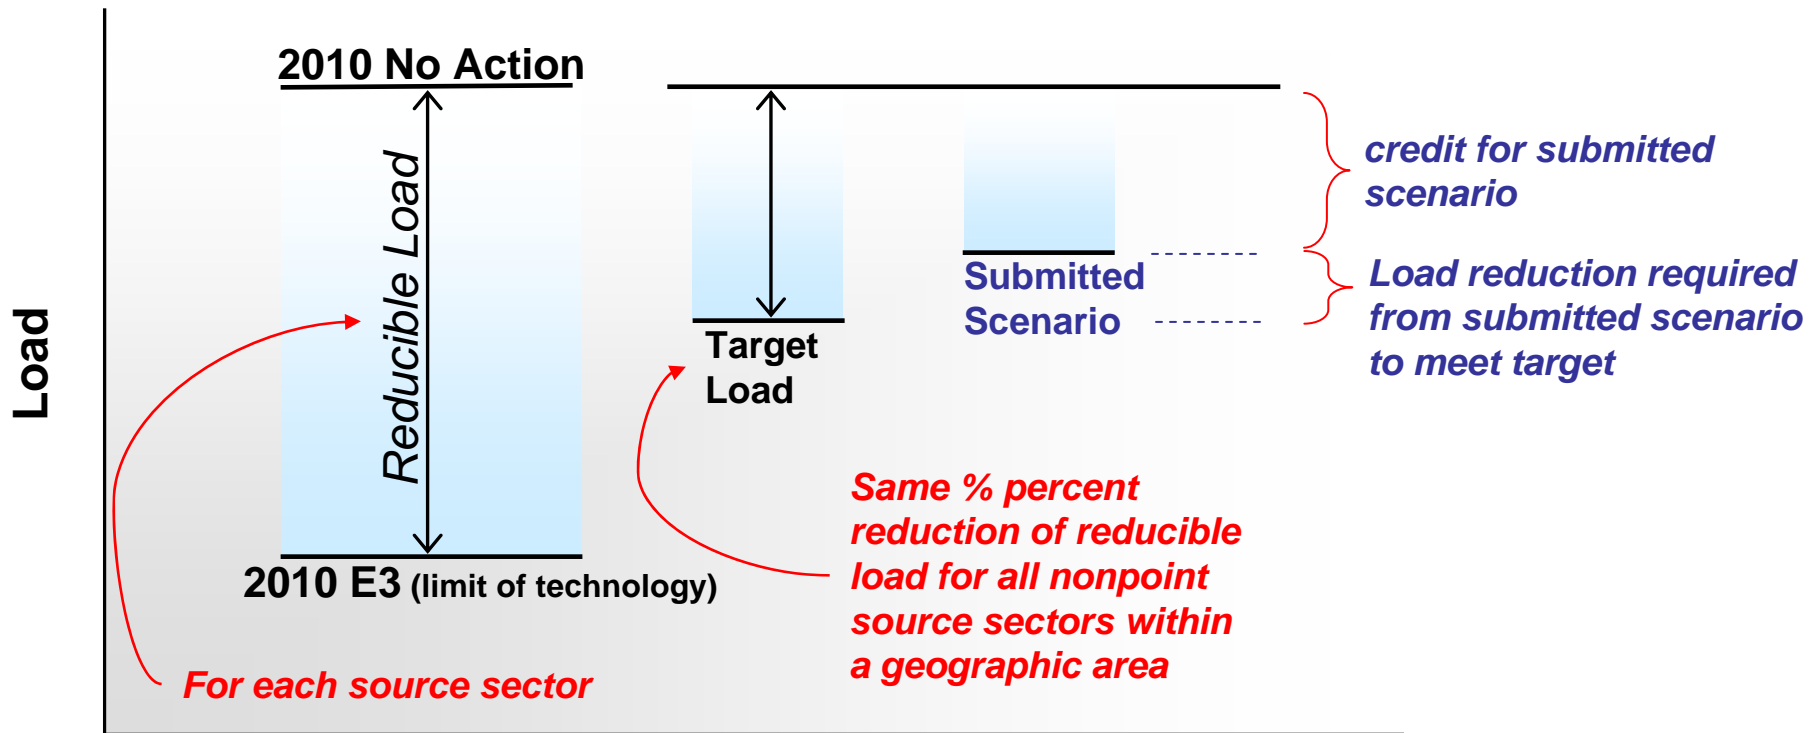 2010 No Action
Reducible Load
2010 E3 (limit of technology)
Load
For each source sector
Target
Load
Submitted
Scenario
Same % percent
reduction of reducible
load for all nonpoint
source sectors within
a geographic area
credit for submitted
scenario
Load reduction required
from submitted scenario
to meet target